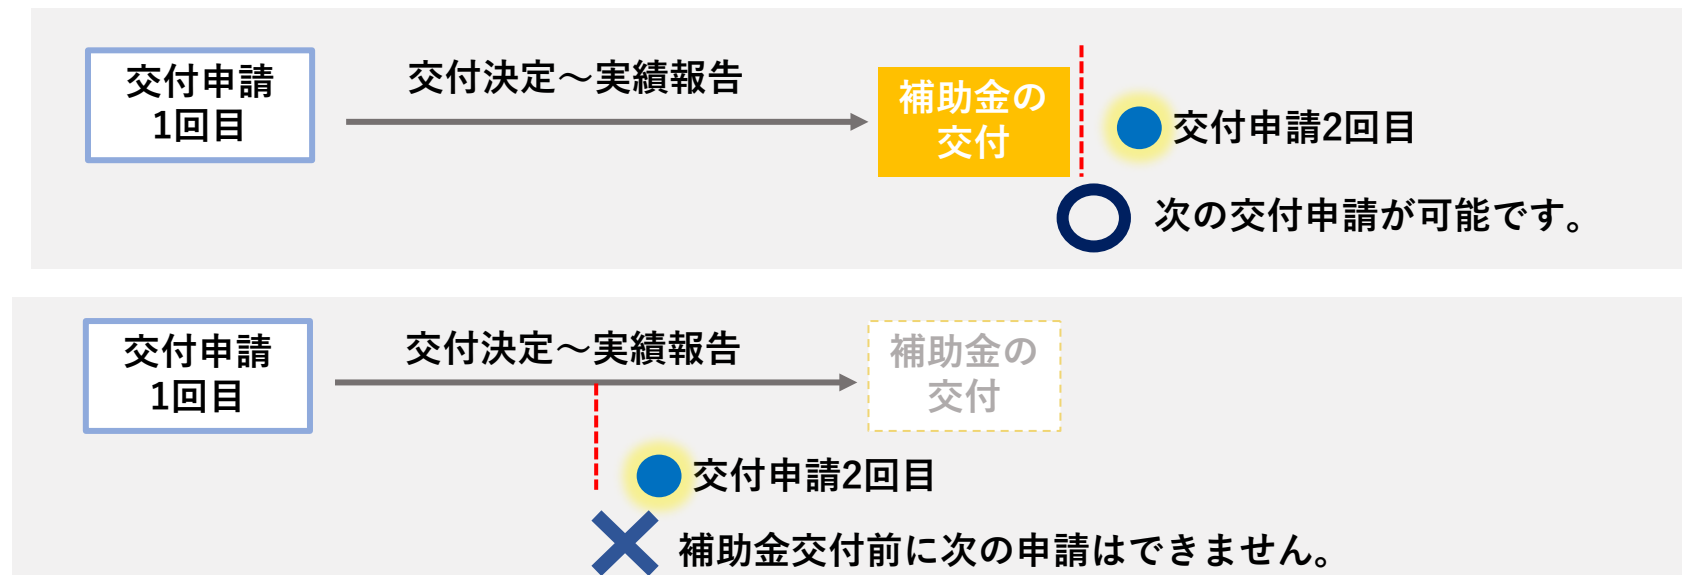 交付申請
1回目
交付決定～実績報告
補助金の
交付
交付申請2回目
次の交付申請が可能です。
交付申請
1回目
交付決定～実績報告
補助金の
交付
交付申請2回目
補助金交付前に次の申請はできません。